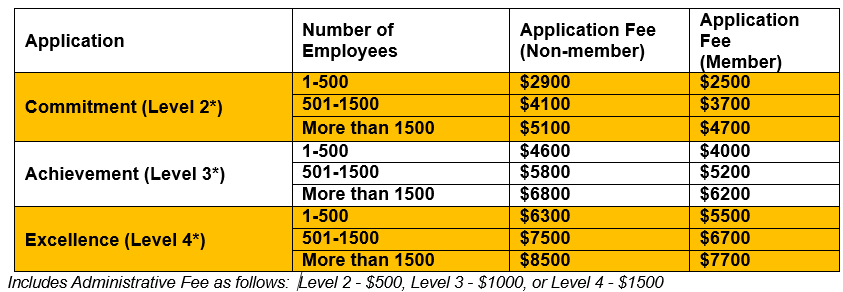 Application Number of Employees Application Fee (Non-member) Application Fee (Member)
Commitment (Level 2*)
1-500 $2900 $2500
501-1500 $4100 $3700
More than 1500 $5100 $4700
Achievement (Level 3*)
1-500 $4600 $4000
501-1500 $5800 $5200
More than 1500 $6800 $6200
Excellence (Level 4*)
1-500 $6300 $5500
501-1500 $7500 $6700
More than 1500 $8500 $7700
Includes Administrative Fee as follows: Level 2 - $500, Level 3 - $1000, or Level 4 - $1500